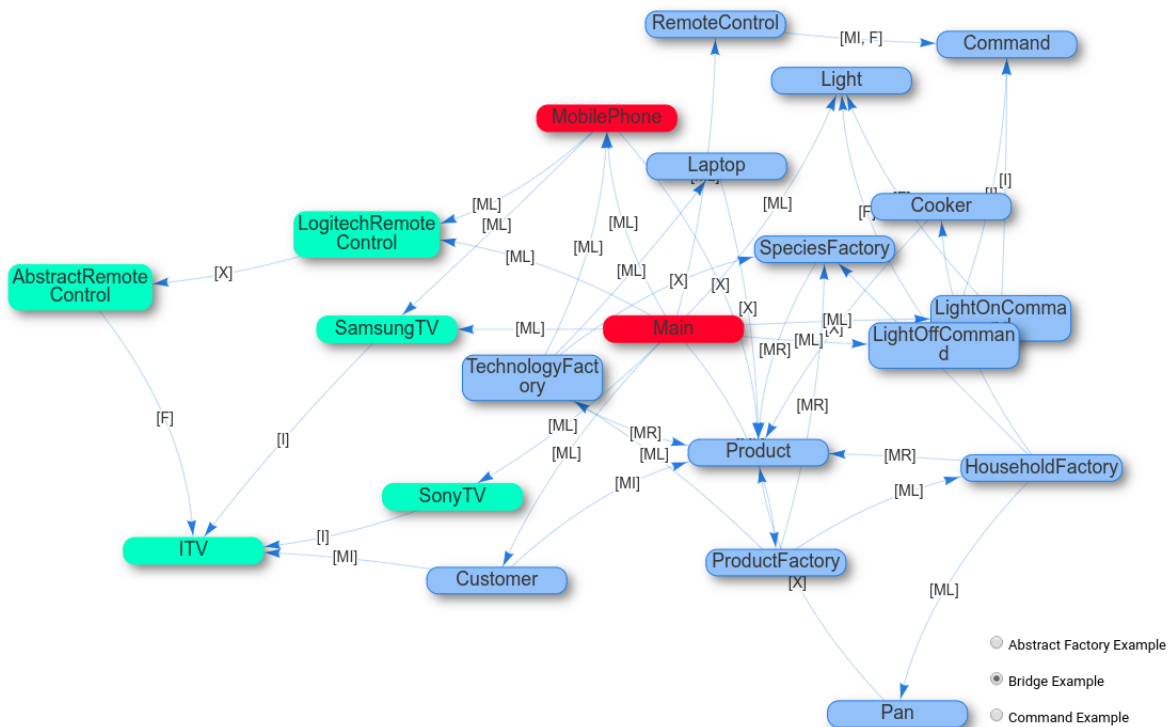 RemoteControl
[MI, F]
Command
Light
MobilePhone
Laptop
[ML]
[I]
[ML]
[ML]
Cooker
LogitechRemote
Control
[ML]
[ML]
[F]
SpeciesFactory
[ML]
[ML]
AbstractRemote
Control
[X]
[X]
[X]
[X]
LightOnComma
nd
SamsungTV
[ML]
Main
[ML]
LightOffComman
d
[ML]
[X]
[MR]
TechnologyFact
ory
[MR]
[F]
[I]
[ML]
[MR]
[ML]
[ML]
Product
[MR]
HouseholdFactory
[MI]
[ML]
SonyTV
[I]
ITV
[MI]
Customer
ProductFactory
[X]
[ML]
Abstract Factory Example
Bridge Example
Pan
Command Example